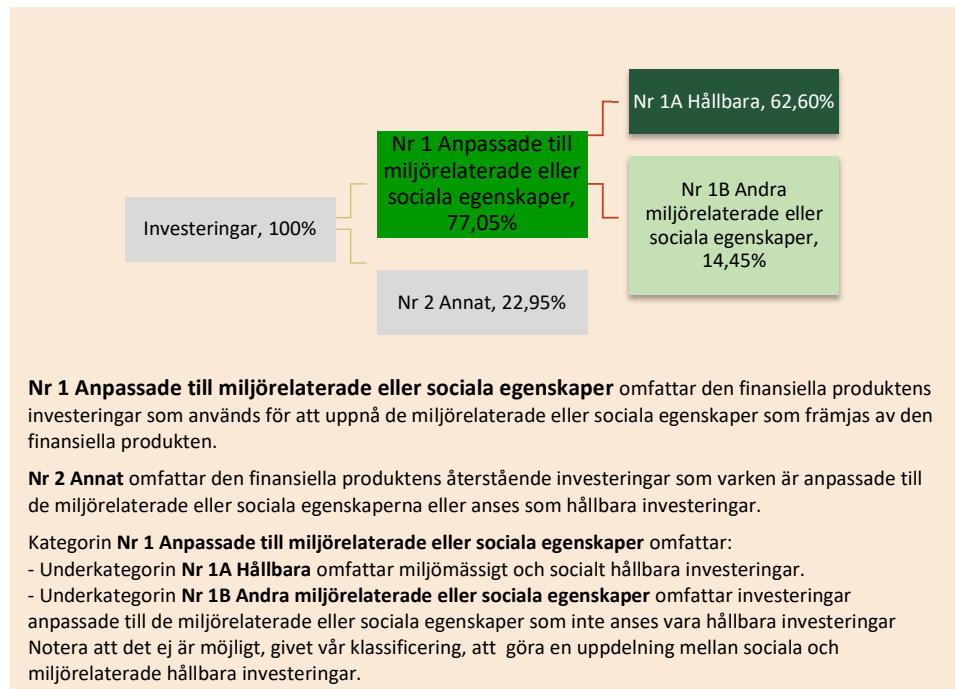 Nr 1A Hållbara, 62,60%
Nr 1 Anpassade till
miljörelaterade eller
sociala egenskaper,
77,05%
Nr 1B Andra
miljörelaterade eller
sociala egenskaper,
14,45%
Investeringar, 100%
Nr 2 Annat, 22,95%
Nr 1 Anpassade till miljörelaterade eller sociala egenskaper omfattar den finansiella produktens
investeringar som används för att uppnå de miljörelaterade eller sociala egenskaper som främjas av den
finansiella produkten.
Nr 2 Annat omfattar den finansiella produktens återstående investeringar som varken är anpassade till
de miljörelaterade eller sociala egenskaperna eller anses som hållbara investeringar.
Kategorin Nr 1 Anpassade till miljörelaterade eller sociala egenskaper omfattar:
- Underkategorin Nr 1A Hållbara omfattar miljömässigt och socialt hållbara investeringar.
- Underkategorin Nr 1B Andra miljörelaterade eller sociala egenskaper omfattar investeringar
anpassade till de miljörelaterade eller sociala egenskaper som inte anses vara hållbara investeringar
Notera att det ej är möjligt, givet vår klassificering, att göra en uppdelning mellan sociala och
miljörelaterade hållbara investeringar.